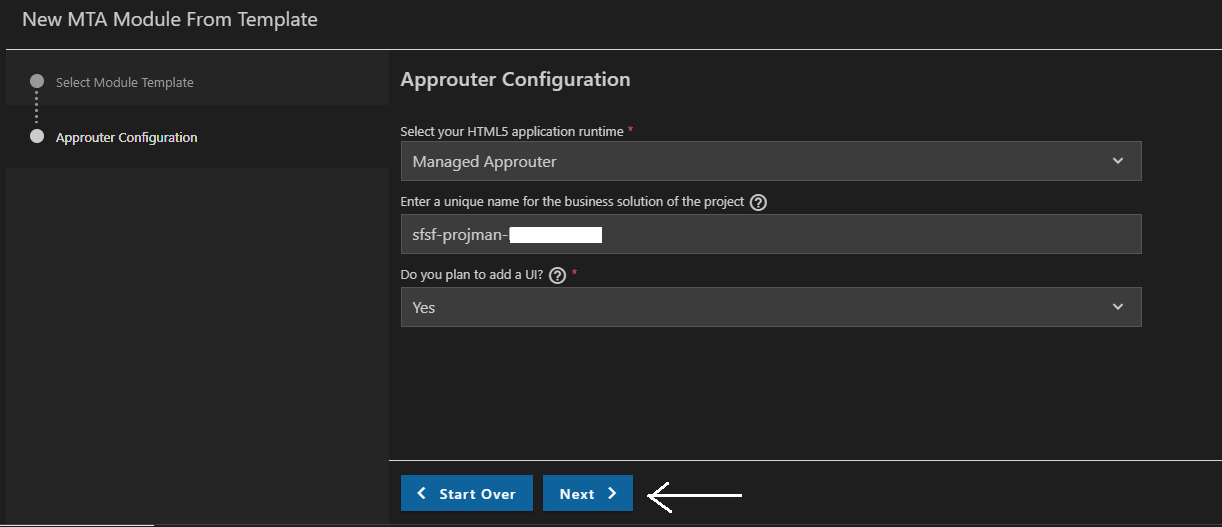 New MTA Module From Template
Select Module Template
Approuter Configuration
Approuter Configuration
Select your HTML5 application runtime *
Managed Approuter
Enter a unique name for the business solution of the project ?
sfsf-projman-
Do you plan to add a UI? ? *
Yes
Start Over
Next